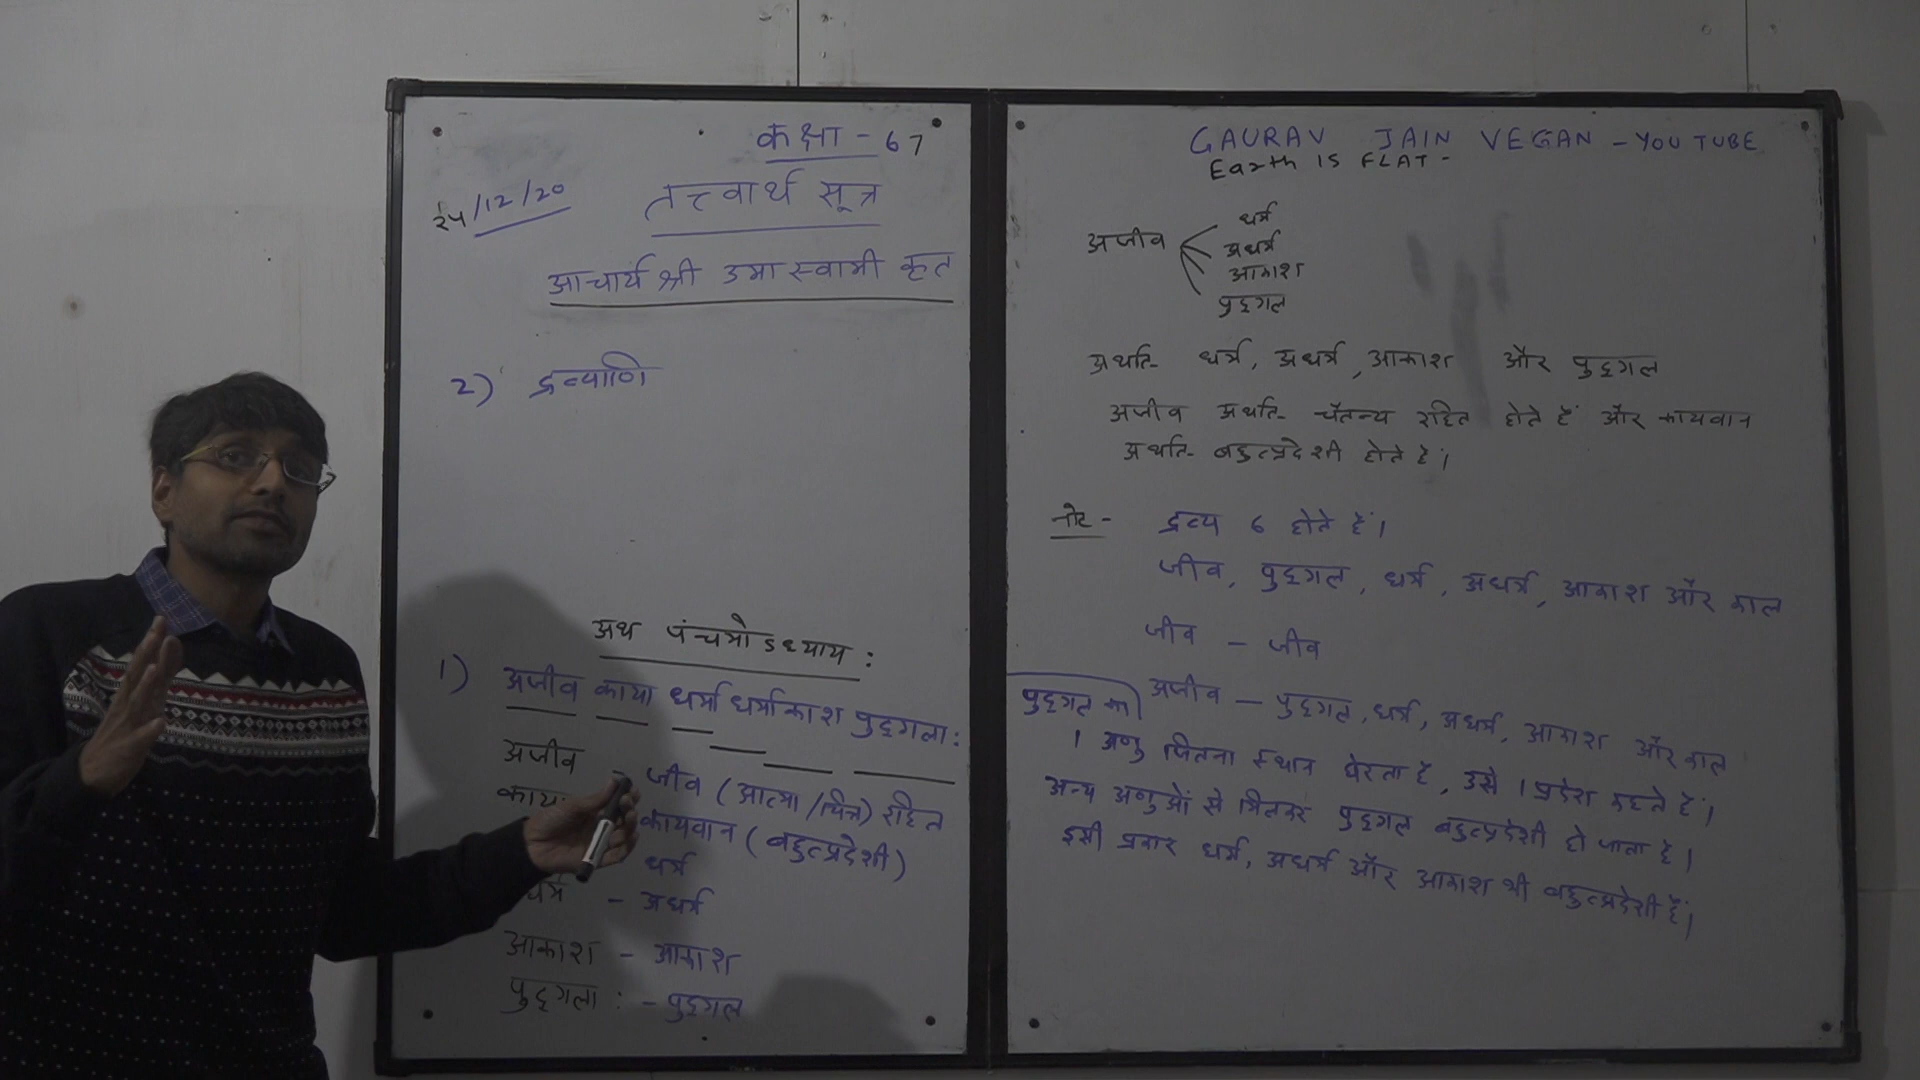 कक्षा - 67
24/12/20
तत्त्वार्थ सूत्र
आचार्य श्री उमास्वामी कृत
2) द्रव्याणि
अथ पंचमोऽध्याय :
1) अजीव काया धर्मा धर्माकाश पुद्गला :
अजीव - जीव (आत्मा / चित्त) रहित
काया कायवान (बहुत्प्रदेशी)
धर्म
धर्म - अधर्म
आकाश - आकाश
पुद्गला : - पुद्गल
GAURAV JAIN VEGAN - YOU TUBE
Earth IS FLAT -
धर्म
अजीव अधर्म
आकाश
पुद्गल
अर्थात- धर्म, अधर्म, आकाश और पुद्गल
अजीव अर्थात- चैतन्य रहित होते हैं और कायवान
अर्थात- बहुत्प्रदेशी होते हैं।
नोट - द्रव्य 6 होते हैं।
जीव, पुद्गल, धर्म, अधर्म, आकाश और काल
जीव - जीव
अजीव - पुद्गल, धर्म, अधर्म, आकाश और काल
पुद्गल का
1 अणु जितना स्थान घेरता है, उसे 1 प्रदेश कहते हैं।
अन्य अणुओं से मिलकर पुद्गल बहुत्प्रदेशी हो जाता है।
इसी प्रकार धर्म, अधर्म और आकाश भी बहुत्प्रदेशी हैं।